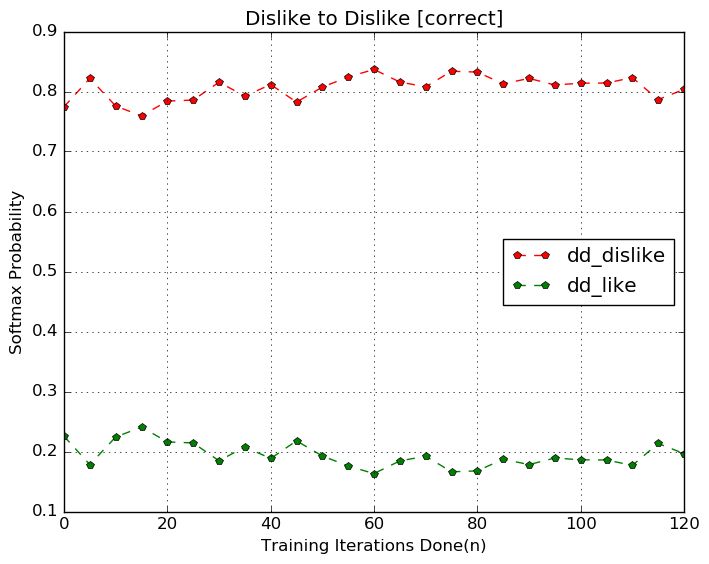 Dislike to Dislike [correct]
0.9
0.8
0.7
0.6
0.5
0.4
0.3
0.2
0.1
Softmax Probability
dd_dislike
dd_like
0 20 40 60 80 100 120
Training Iterations Done(n)